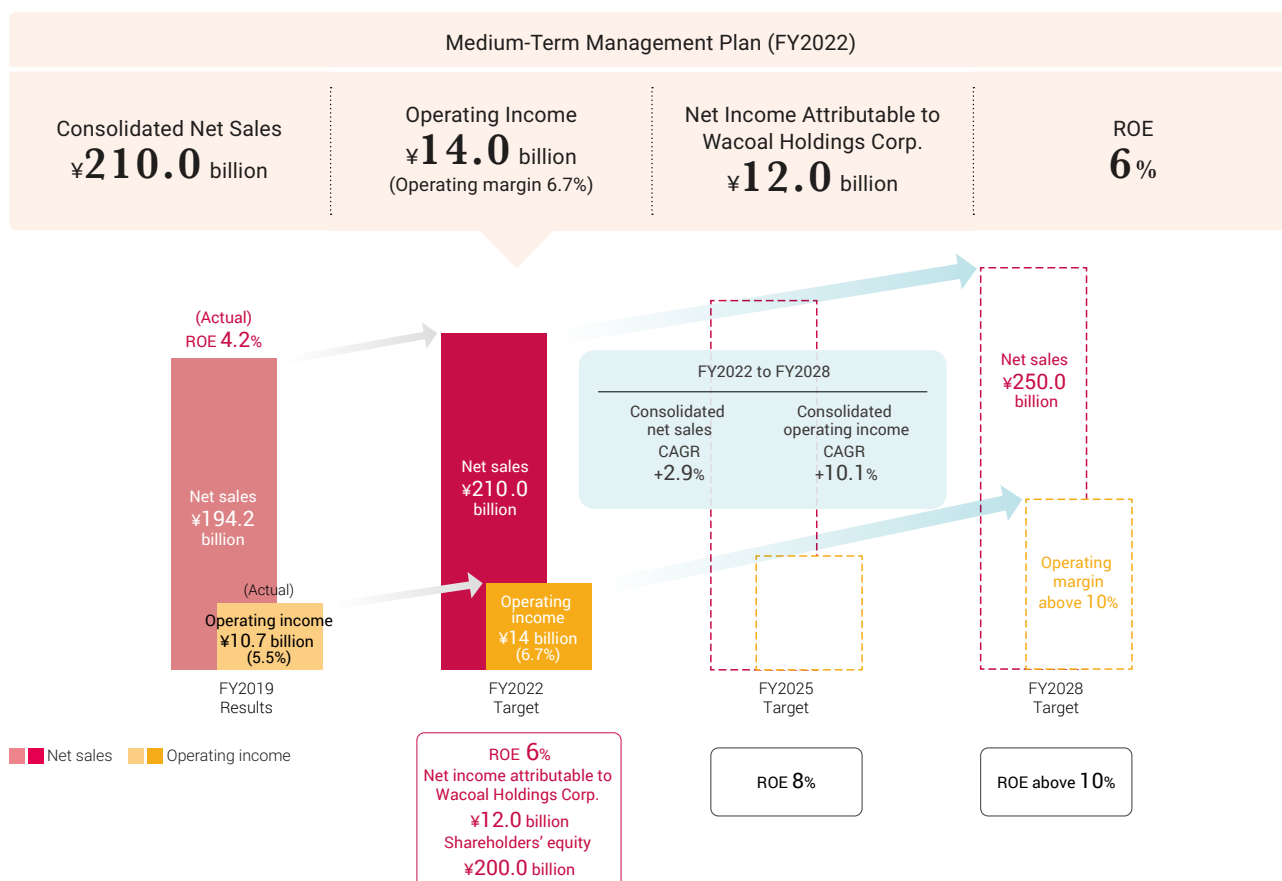 Medium-Term Management Plan (FY2022)
Consolidated Net Sales
¥210.0 billion
Operating Income
¥14.0 billion
(Operating margin 6.7%)
Net Income Attributable to
Wacoal Holdings Corp.
¥12.0 billion
ROE
6%
(Actual)
ROE 4.2%
Net sales
¥194.2
billion
(Actual)
Operating income
¥10.7 billion
(5.5%)
FY2019
Results
Net sales
¥210.0
billion
Operating
income
¥14 billion
(6.7%)
FY2022
Target
FY2022 to FY2028
Consolidated
net sales
CAGR
+2.9%
Consolidated
operating income
CAGR
+10.1%
FY2025
Target
Net sales
¥250.0
billion
Operating
margin
above 10%
FY2028
Target
Net sales
Operating income
ROE 6%
Net income attributable to
Wacoal Holdings Corp.
¥12.0 billion
Shareholders’ equity
¥200.0 billion
ROE 8%
ROE above 10%